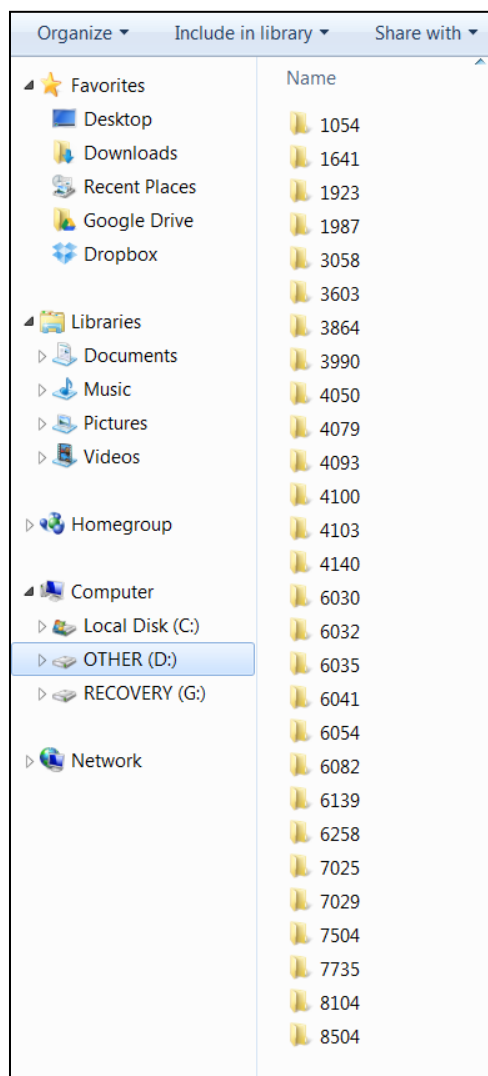 Organize Include in library Share with
Favorites
Desktop
Downloads
Recent Places
Google Drive
Dropbox
Libraries
Documents
Music
Pictures
Videos
Homegroup
Computer
Local Disk (C:)
OTHER (D:)
RECOVERY (G:)
Network
Name
1054
1641
1923
1987
3058
3603
3864
3990
4050
4079
4093
4100
4103
4140
6030
6032
6035
6041
6054
6082
6139
6258
7025
7029
7504
7735
8104
8504